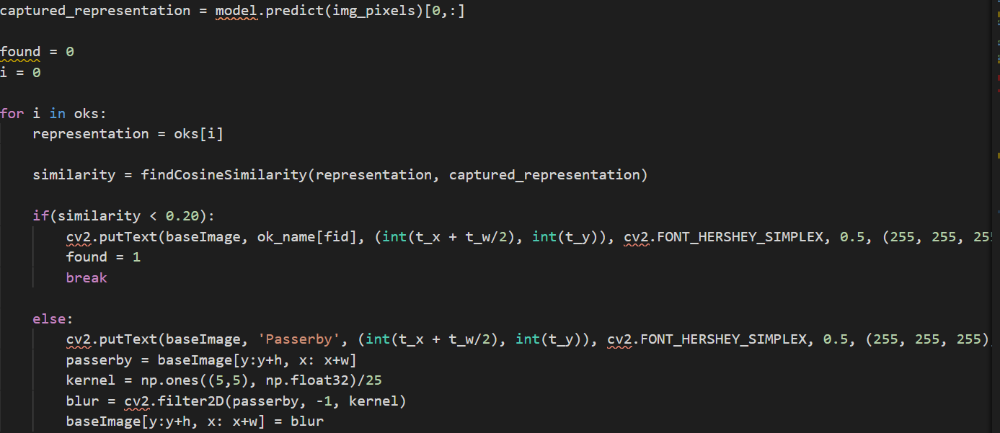 captured_representation = model.predict(img_pixels)[0,:]
found = 0
i = 0
for i in oks:
representation = oks[i]
similarity = findCosineSimilarity(representation, captured_representation)
if(similarity < 0.20):
cv2.putText(baseImage, ok_name[fid], (int(t_x + t_w/2), int(t_y)), cv2.FONT_HERSHEY_SIMPLEX, 0.5, (255, 255, 25
found = 1
break
else:
cv2.putText(baseImage, 'Passerby', (int(t_x + t_w/2), int(t_y)), cv2.FONT_HERSHEY_SIMPLEX, 0.5, (255, 255, 255)
passerby = baseImage[y:y+h, x: x+w]
kernel = np.ones((5,5), np.float32)/25
blur = cv2.filter2D(passerby, -1, kernel)
baseImage[y:y+h, x: x+w] = blur